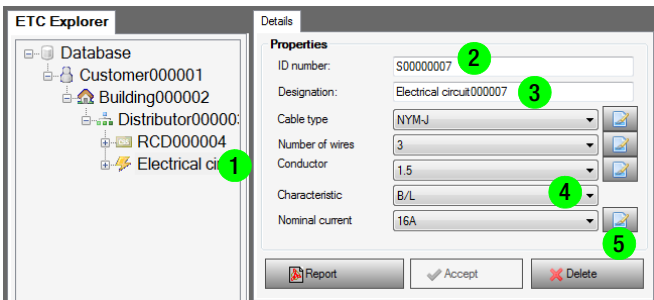 ETC Explorer
Database
Customer000001
Building000002
Distributor00000
RCD000004
Electrical cir
1
Details
Properties
ID number: S00000007 2
Designation: Electrical circuit000007 3
Cable type NYM-J
Number of wires 3
Conductor 1.5
Characteristic B/L 4
Nominal current 16A
5
Report Accept Delete